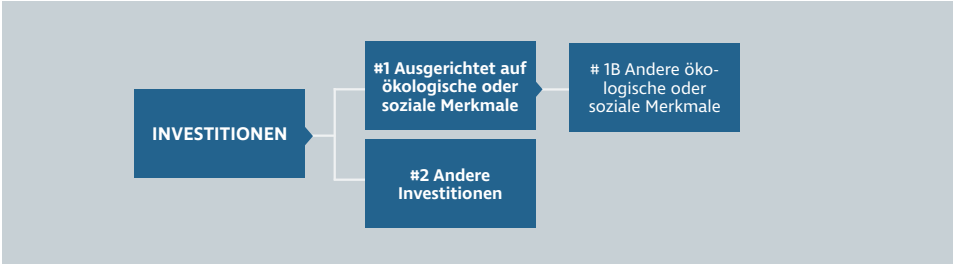 INVESTITIONEN
#1 Ausgerichtet auf
ökologische oder
soziale Merkmale
# 1B Andere öko-
logische oder
soziale Merkmale
#2 Andere
Investitionen